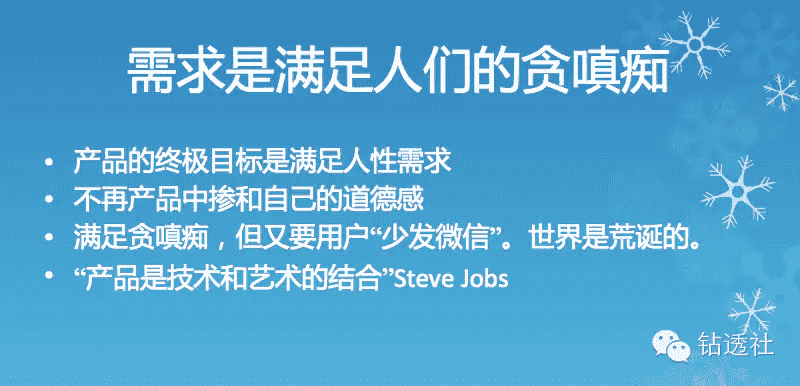 需求是满足人们的贪嗔痴
• 产品的终极目标是满足人性需求
• 不再产品中掺和自己的道德感
• 满足贪嗔痴，但又要用户“少发微信”。世界是荒诞的。
• “产品是技术和艺术的结合”Steve Jobs
钻透社